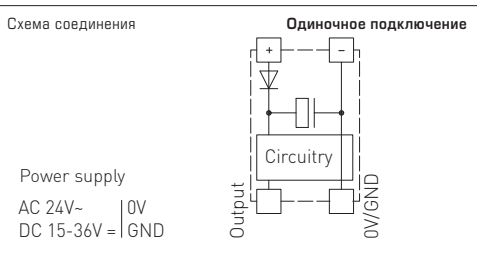 Схема соединения
Одиночное подключение
+ –
Circuitry
Power supply
AC 24V~ | 0V
DC 15-36V = | GND
Output
0V/GND